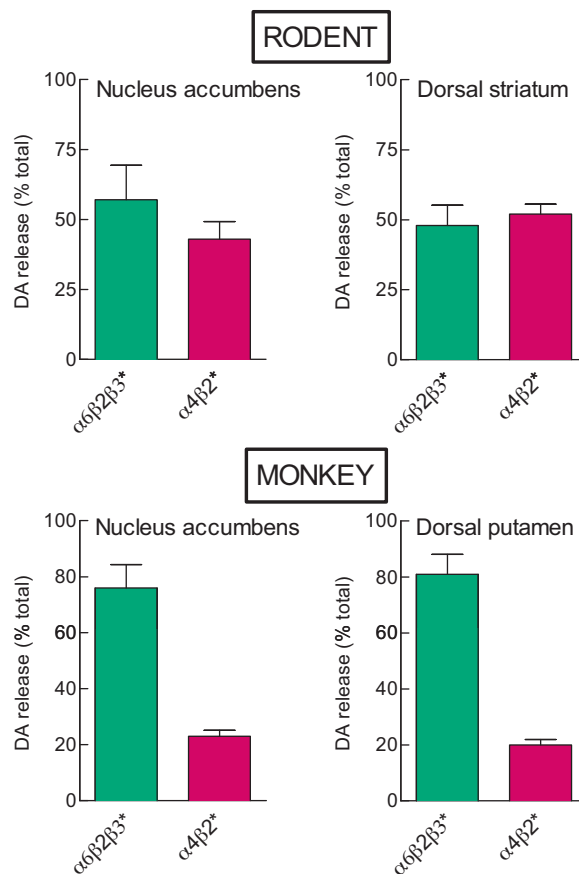 RODENT
Nucleus accumbens
DA release (% total)
100
75
50
25
0
α6β2β3*
α4β2*
Dorsal striatum
DA release (% total)
100
75
50
25
0
α6β2β3*
α4β2*
MONKEY
Nucleus accumbens
DA release (% total)
100
80
60
40
20
0
α6β2β3*
α4β2*
Dorsal putamen
DA release (% total)
100
80
60
40
20
0
α6β2β3*
α4β2*